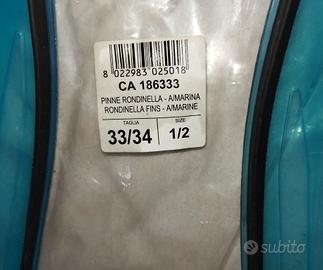 8 022983 025018
CA 186333
PINNE RONDINELLA - A/MARINA
RONDINELLA FINS - A/MARINE
TAGLIA SIZE
33/34 1/2
subito